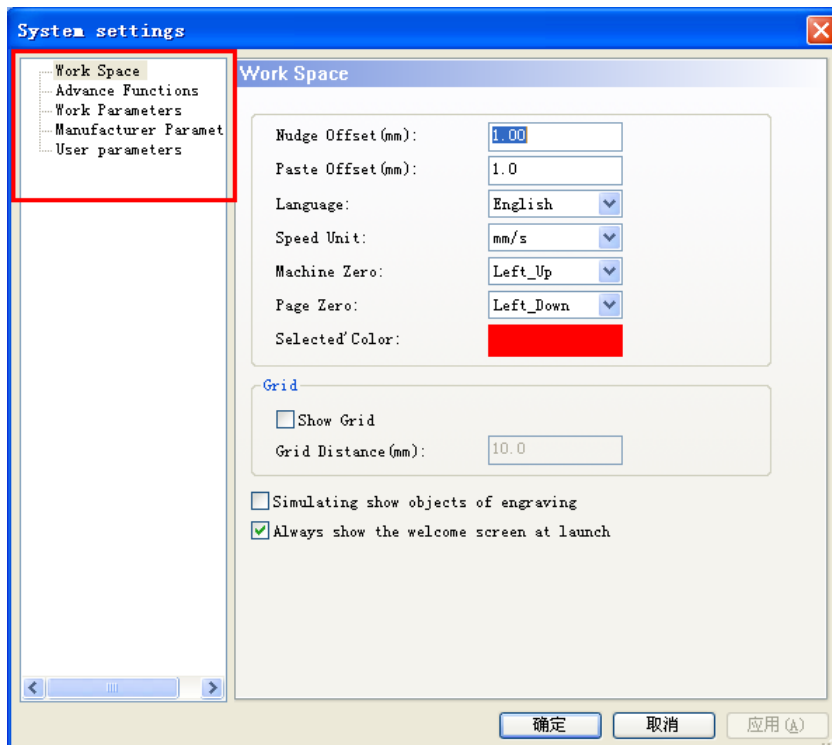 System settings
Work Space
Advance Functions
Work Parameters
Manufacturer Paramet
User parameters
Work Space
Nudge Offset(mm): 1.00
Paste Offset(mm): 1.0
Language: English
Speed Unit: mm/s
Machine Zero: Left_Up
Page Zero: Left_Down
Selected'Color:
Grid
Show Grid
Grid Distance(mm): 10.0
Simulating show objects of engraving
Always show the welcome screen at launch
确定 取消 应用(A)